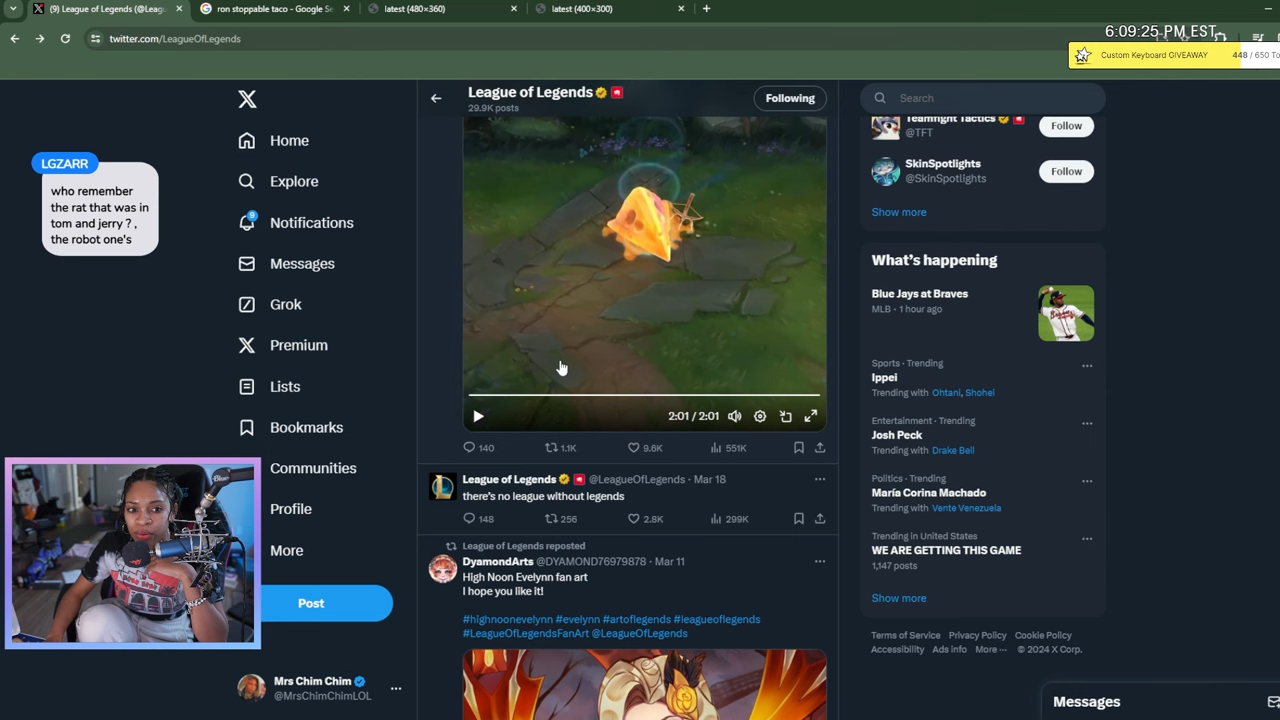 (9) League of Legends (@Leag
ron stoppable taco - Google Se
latest (480×360)
latest (400×300)
twitter.com/LeagueOfLegends
6:09:25 PM EST
Custom Keyboard GIVEAWAY
448 / 650 To
LGZARR
who remember
the rat that was in
tom and jerry ? ,
the robot one's
Home
Explore
9
Notifications
Messages
Grok
Premium
Lists
Bookmarks
Communities
Profile
More
Post
Mrs Chim Chim
@MrsChimChimLOL
League of Legends
29.9K posts
Following
2:01 / 2:01
140
1.1K
9.6K
551K
League of Legends @LeagueOfLegends · Mar 18
there's no league without legends
148
256
2.8K
299K
League of Legends reposted
DyamondArts @DYAMOND76979878 · Mar 11
High Noon Evelynn fan art
I hope you like it!
#highnoonevelynn #evelynn #artoflegends #leagueoflegends
#LeagueOfLegendsFanArt @LeagueOfLegends
Search
Teamfight Tactics
@TFT
Follow
SkinSpotlights
@SkinSpotlights
Follow
Show more
What's happening
Blue Jays at Braves
MLB · 1 hour ago
Sports · Trending
Ippei
Trending with Ohtani, Shohei
Entertainment · Trending
Josh Peck
Trending with Drake Bell
Politics · Trending
María Corina Machado
Trending with Vente Venezuela
Trending in United States
WE ARE GETTING THIS GAME
1,147 posts
Show more
Terms of Service Privacy Policy Cookie Policy
Accessibility Ads info More ··· © 2024 X Corp.
Messages